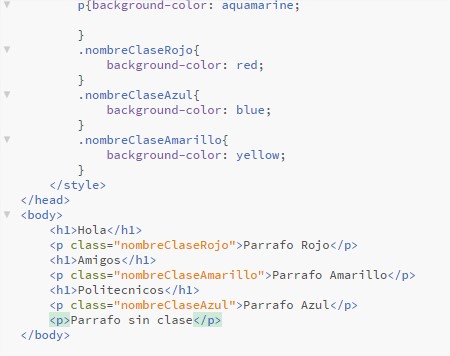 p{background-color: aquamarine;
}
.nombreClaseRojo{
background-color: red;
}
.nombreClaseAzul{
background-color: blue;
}
.nombreClaseAmarillo{
background-color: yellow;
}
</style>
</head>
<body>
<h1>Hola</h1>
<p class="nombreClaseRojo">Parrafo Rojo</p>
<h1>Amigos</h1>
<p class="nombreClaseAmarillo">Parrafo Amarillo</p>
<h1>Politecnicos</h1>
<p class="nombreClaseAzul">Parrafo Azul</p>
<p>Parrafo sin clase</p>
</body>